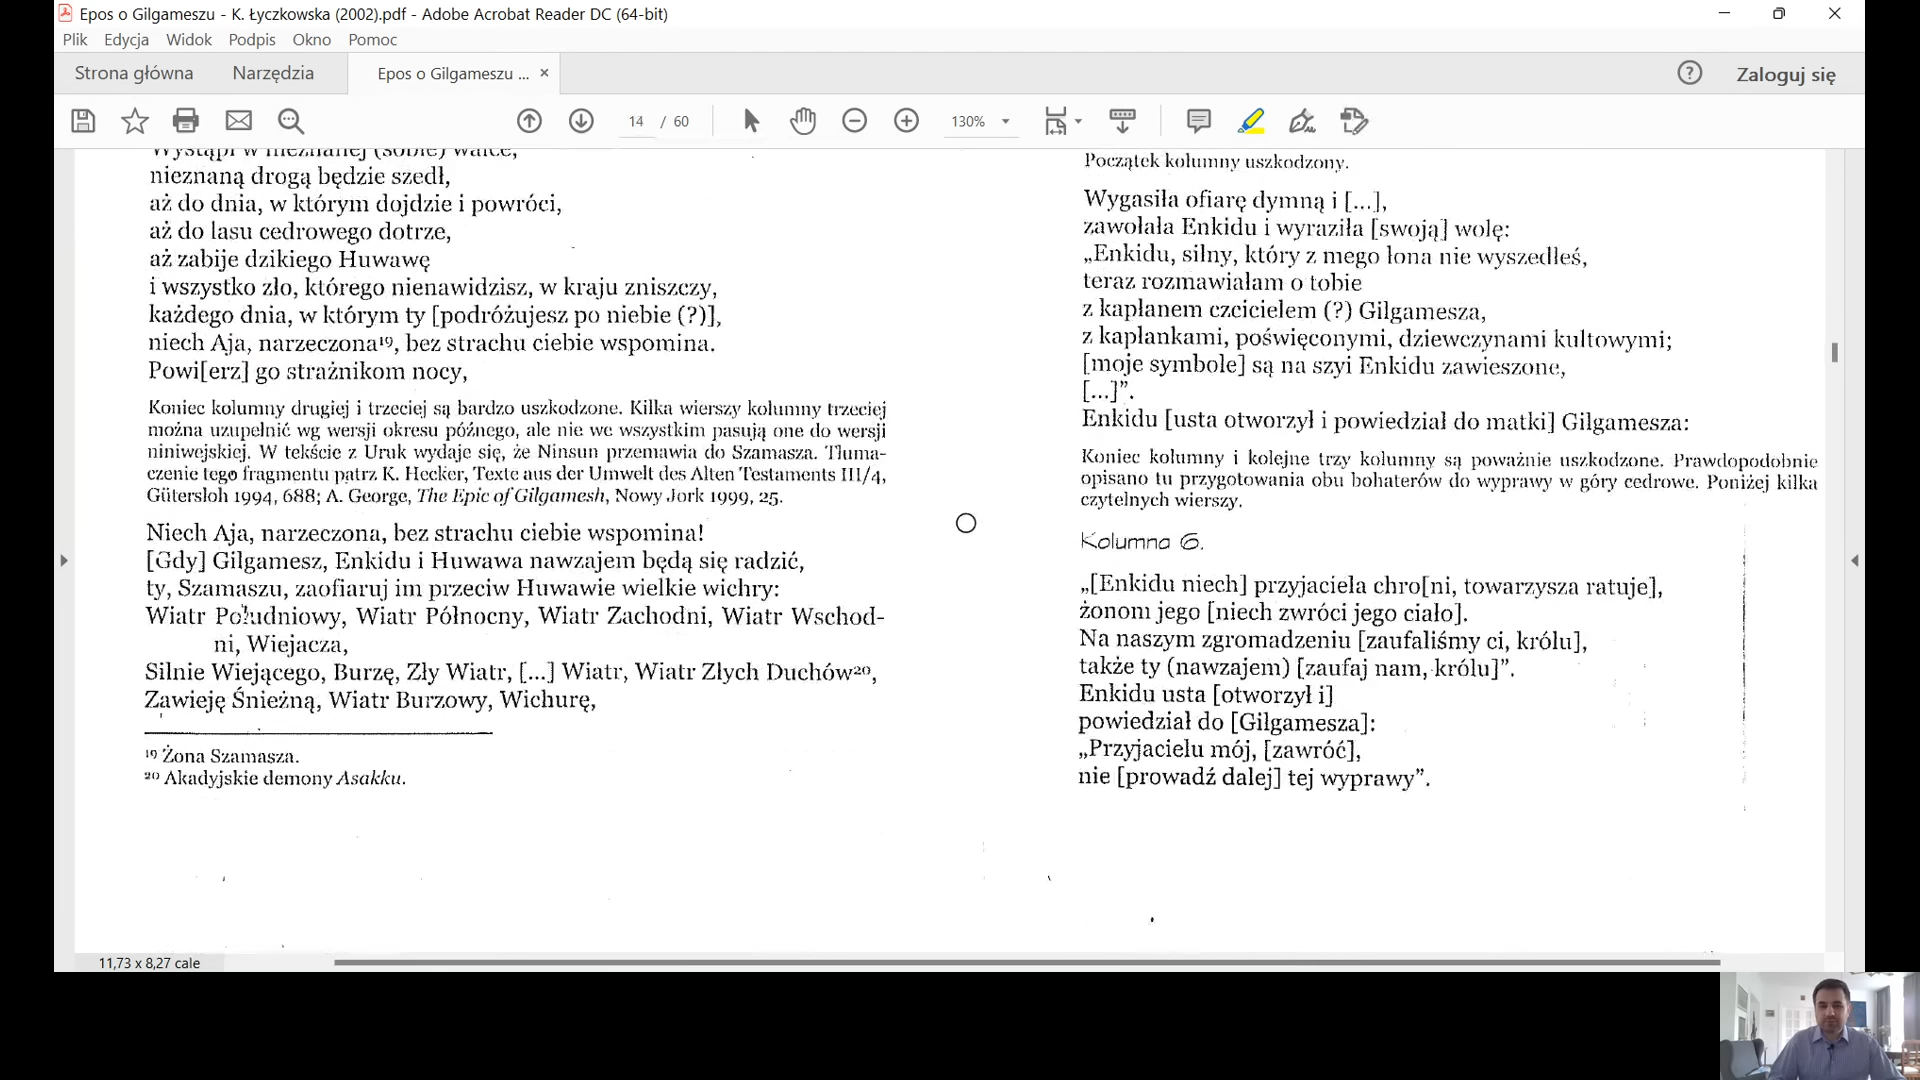 Epos o Gilgameszu - K. Łyczkowska (2002).pdf - Adobe Acrobat Reader DC (64-bit)
Plik Edycja Widok Podpis Okno Pomoc
Strona główna Narzędzia Epos o Gilgameszu ... × Zaloguj się
14 / 60 130%
Wystąpi w nieznanej (sobie) walce,
nieznaną drogą będzie szedł,
aż do dnia, w którym dojdzie i powróci,
aż do lasu cedrowego dotrze,
aż zabije dzikiego Huwawę
i wszystko zło, którego nienawidzisz, w kraju zniszczy,
każdego dnia, w którym ty [podróżujesz po niebie (?)],
niech Aja, narzeczona¹⁹, bez strachu ciebie wspomina.
Powi[erz] go strażnikom nocy,
Koniec kolumny drugiej i trzeciej są bardzo uszkodzone. Kilka wierszy kolumny trzeciej
można uzupełnić wg wersji okresu późnego, ale nie we wszystkim pasują one do wersji
niniwejskiej. W tekście z Uruk wydaje się, że Ninsun przemawia do Szamasza. Tłuma-
czenie tego fragmentu patrz K. Hecker, Texte aus der Umwelt des Alten Testaments III/4,
Gütersloh 1994, 688; A. George, The Epic of Gilgamesh, Nowy Jork 1999, 25.
Niech Aja, narzeczona, bez strachu ciebie wspomina!
[Gdy] Gilgamesz, Enkidu i Huwawa nawzajem będą się radzić,
ty, Szamaszu, zaofiaruj im przeciw Huwawie wielkie wichry:
Wiatr Południowy, Wiatr Północny, Wiatr Zachodni, Wiatr Wschod-
ni, Wiejacza,
Silnie Wiejącego, Burzę, Zły Wiatr, [...] Wiatr, Wiatr Złych Duchów²⁰,
Zawieję Śnieżną, Wiatr Burzowy, Wichurę,
¹⁹ Żona Szamasza.
²⁰ Akadyjskie demony Asakku.
Początek kolumny uszkodzony.
Wygasiła ofiarę dymną i [...],
zawołała Enkidu i wyraziła [swoją] wolę:
„Enkidu, silny, który z mego łona nie wyszedłeś,
teraz rozmawiałam o tobie
z kapłanem czcicielem (?) Gilgamesza,
z kapłankami, poświęconymi, dziewczynami kultowymi;
[moje symbole] są na szyi Enkidu zawieszone,
[...]”.
Enkidu [usta otworzył i powiedział do matki] Gilgamesza:
Koniec kolumny i kolejne trzy kolumny są poważnie uszkodzone. Prawdopodobnie
opisano tu przygotowania obu bohaterów do wyprawy w góry cedrowe. Poniżej kilka
czytelnych wierszy.
Kolumna 6.
„[Enkidu niech] przyjaciela chro[ni, towarzysza ratuje],
żonom jego [niech zwróci jego ciało].
Na naszym zgromadzeniu [zaufaliśmy ci, królu],
także ty (nawzajem) [zaufaj nam, królu]”.
Enkidu usta [otworzył i]
powiedział do [Gilgamesza]:
„Przyjacielu mój, [zawróć],
nie [prowadź dalej] tej wyprawy”.
11,73 x 8,27 cale